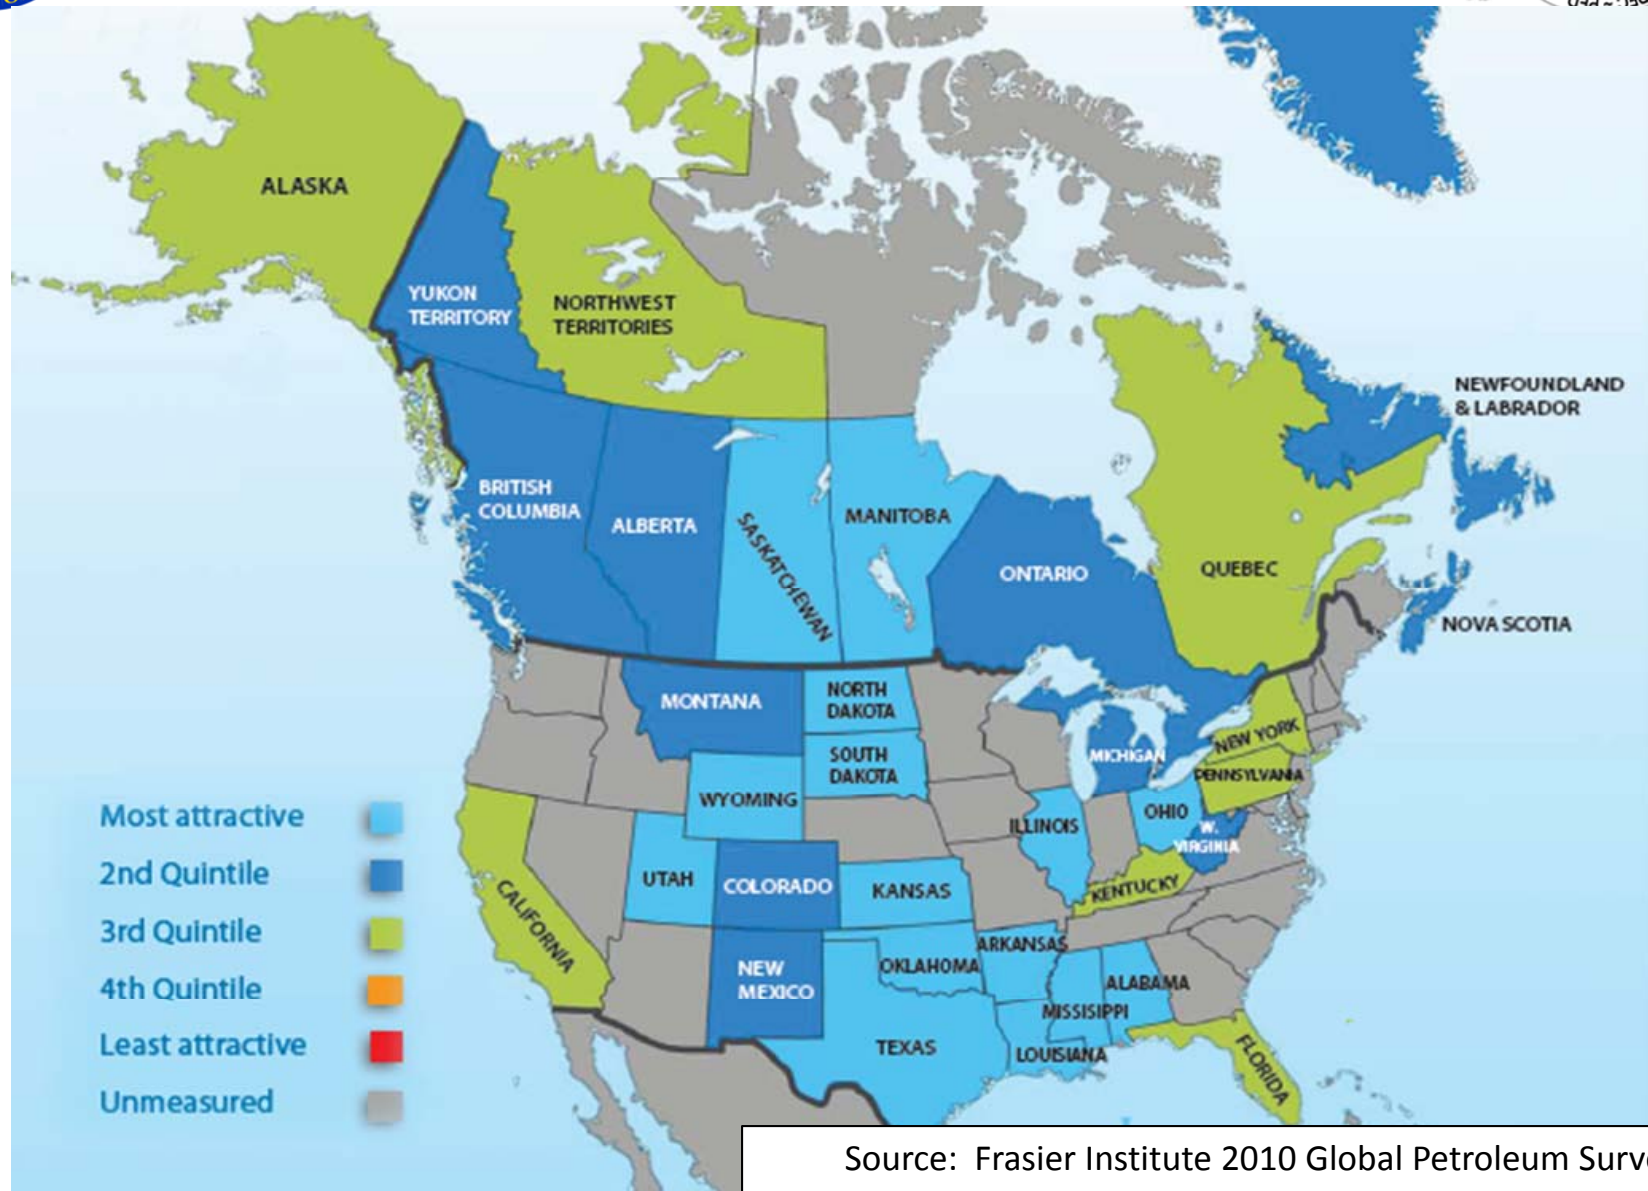 ALASKA
YUKON
TERRITORY
NORTHWEST
TERRITORIES
NEWFOUNDLAND
& LABRADOR
BRITISH
COLUMBIA
ALBERTA
SASKATCHEWAN
MANITOBA
ONTARIO
QUEBEC
NOVA SCOTIA
MONTANA
NORTH
DAKOTA
SOUTH
DAKOTA
MICHIGAN
NEW YORK
PENNSYLVANIA
WYOMING
ILLINOIS
OHIO
W.
VIRGINIA
UTAH
COLORADO
KANSAS
KENTUCKY
CALIFORNIA
NEW
MEXICO
OKLAHOMA
ARKANSAS
ALABAMA
MISSISSIPPI
TEXAS
LOUISIANA
FLORIDA
Most attractive
2nd Quintile
3rd Quintile
4th Quintile
Least attractive
Unmeasured
Source: Frasier Institute 2010 Global Petroleum Surv